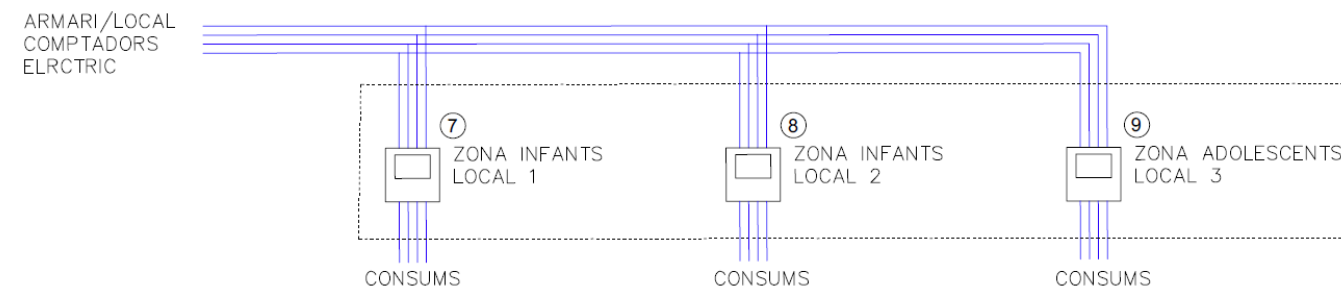 ARMARI/LOCAL
COMPTADORS
ELRCTRIC
7
ZONA INFANTS
LOCAL 1
8
ZONA INFANTS
LOCAL 2
9
ZONA ADOLESCENTS
LOCAL 3
CONSUMS
CONSUMS
CONSUMS